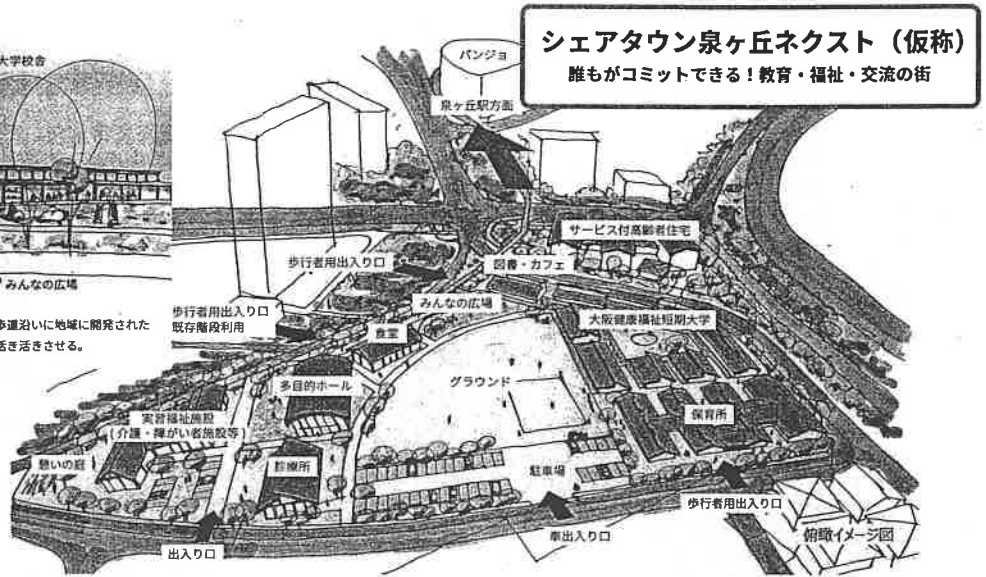 シェアタウン泉ヶ丘ネクスト（仮称）
誰もがコミットできる！教育・福祉・交流の街
大学校舎
パンジョ
泉ヶ丘駅方面
サービス付高齢者住宅
歩行者用出入り口
図書・カフェ
みんなの広場
みんなの広場
歩行者用出入り口
既存階段利用
歩道沿いに地域に開発された
活き活きさせる。
食堂
大阪健康福祉短期大学
多目的ホール
グラウンド
保育所
実習福祉施設
(介護・障がい者施設等)
憩いの庭
診療所
駐車場
歩行者用出入り口
出入り口
車出入り口
俯瞰イメージ図